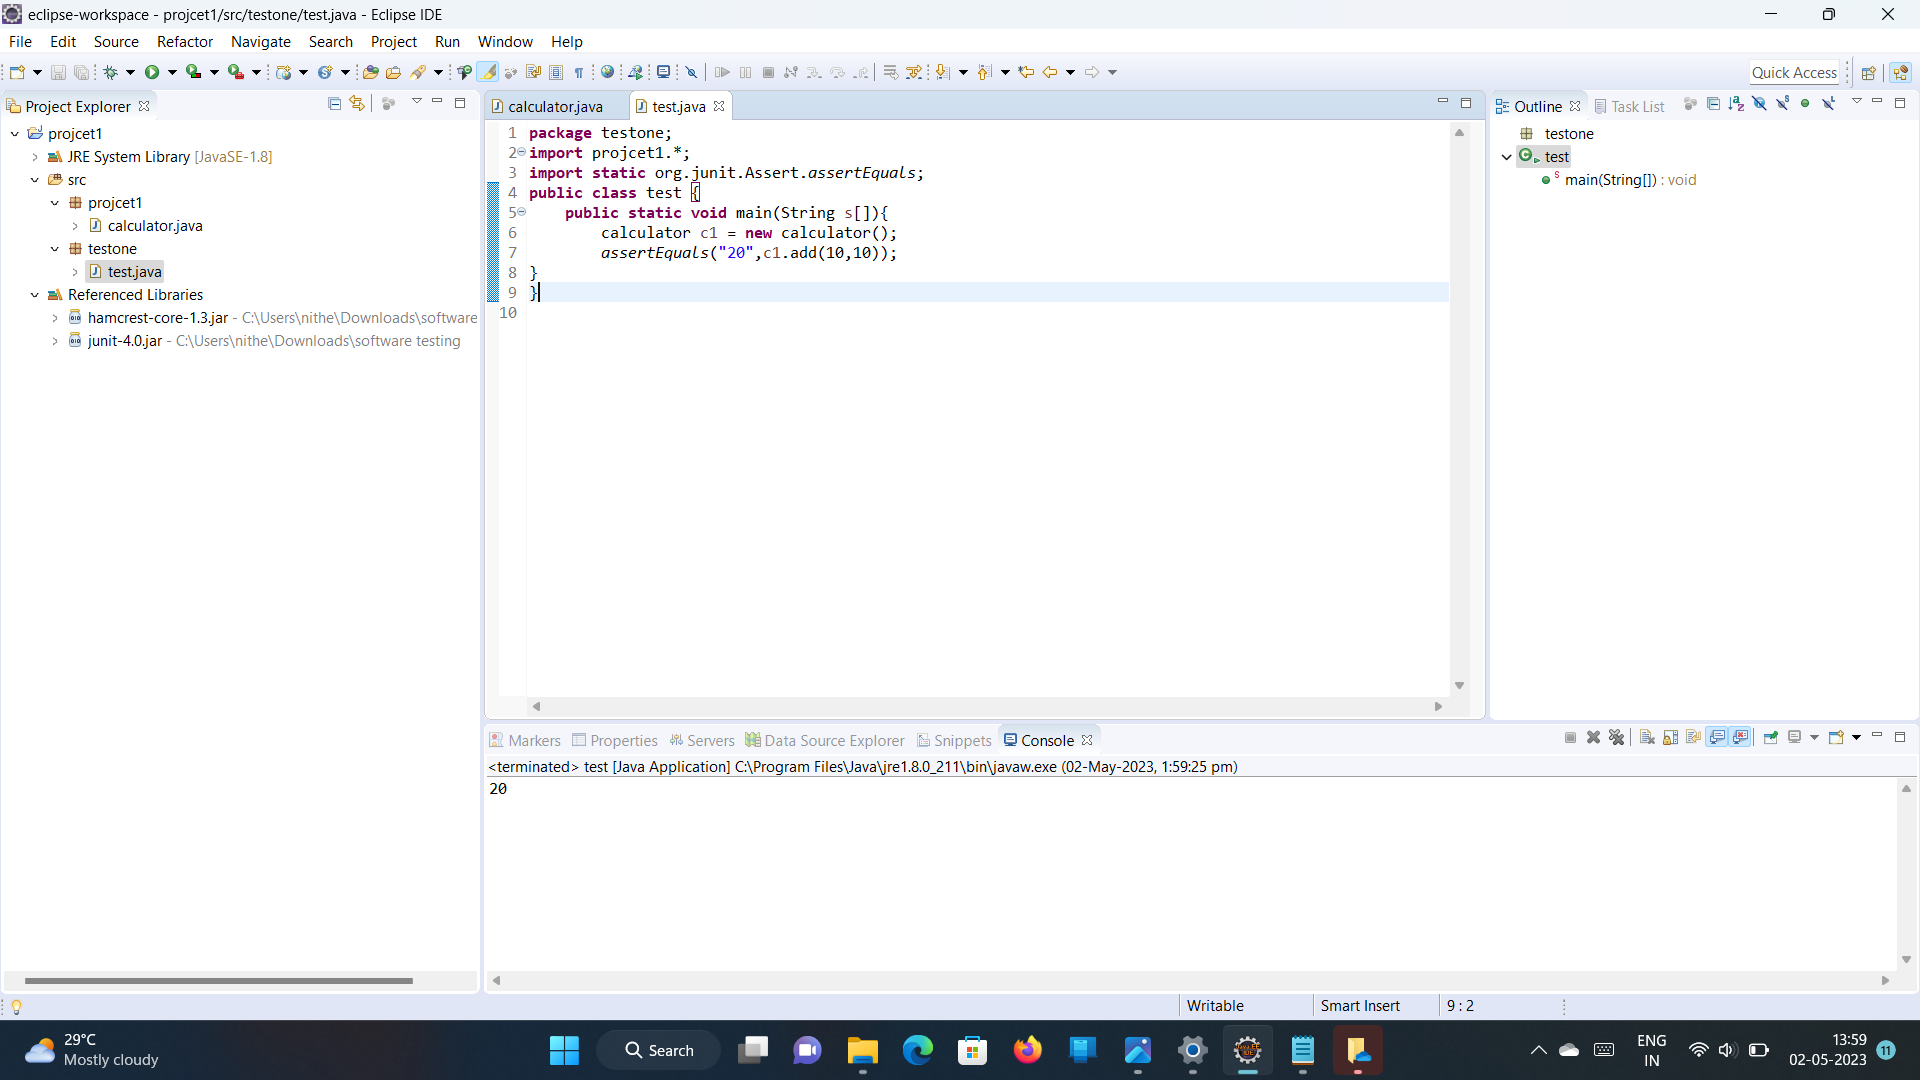 eclipse-workspace - projcet1/src/testone/test.java - Eclipse IDE
File Edit Source Refactor Navigate Search Project Run Window Help
Quick Access
Project Explorer
projcet1
JRE System Library [JavaSE-1.8]
src
projcet1
calculator.java
testone
test.java
Referenced Libraries
hamcrest-core-1.3.jar - C:\Users\nithe\Downloads\software
junit-4.0.jar - C:\Users\nithe\Downloads\software testing
calculator.java test.java
1 package testone;
2 import projcet1.*;
3 import static org.junit.Assert.assertEquals;
4 public class test {
5 public static void main(String s[]){
6 calculator c1 = new calculator();
7 assertEquals("20",c1.add(10,10));
8 }
9 }
10
Outline Task List
testone
test
main(String[]) : void
Markers Properties Servers Data Source Explorer Snippets Console
<terminated> test [Java Application] C:\Program Files\Java\jre1.8.0_211\bin\javaw.exe (02-May-2023, 1:59:25 pm)
20
Writable Smart Insert 9 : 2
29°C
Mostly cloudy
Search
ENG
IN
13:59
02-05-2023
11